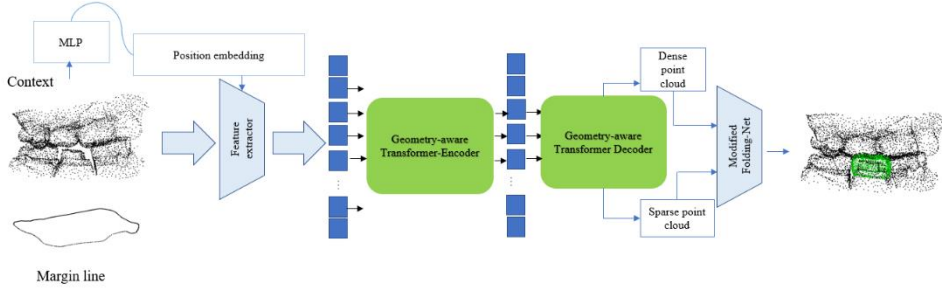 MLP
Position embedding
Context
Feature
extractor
Geometry-aware
Transformer-Encoder
Geometry-aware
Transformer Decoder
Dense
point
cloud
Sparse point
cloud
Modified
Folding-Net
Margin line